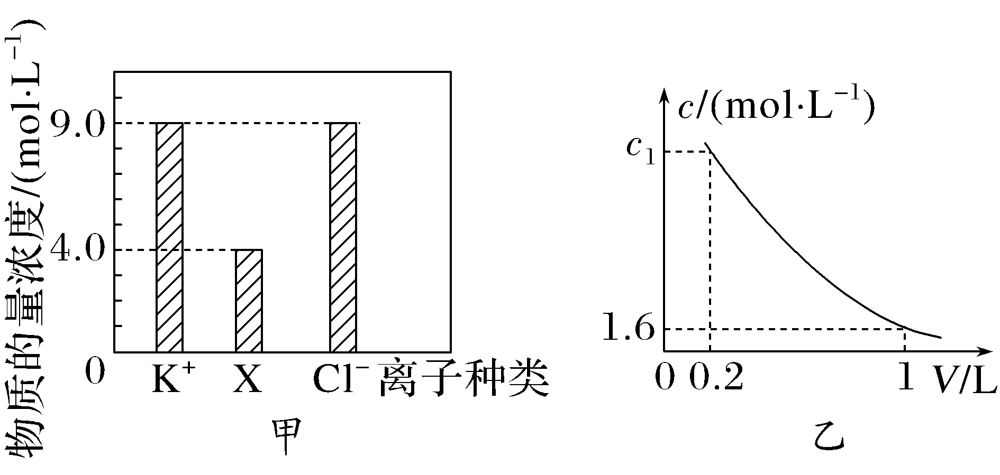 物质的量浓度/(mol·L⁻¹)
9.0
4.0
0
K⁺ X Cl⁻ 离子种类
甲
c/(mol·L⁻¹)
c₁
1.6
0 0.2 1 V/L
乙